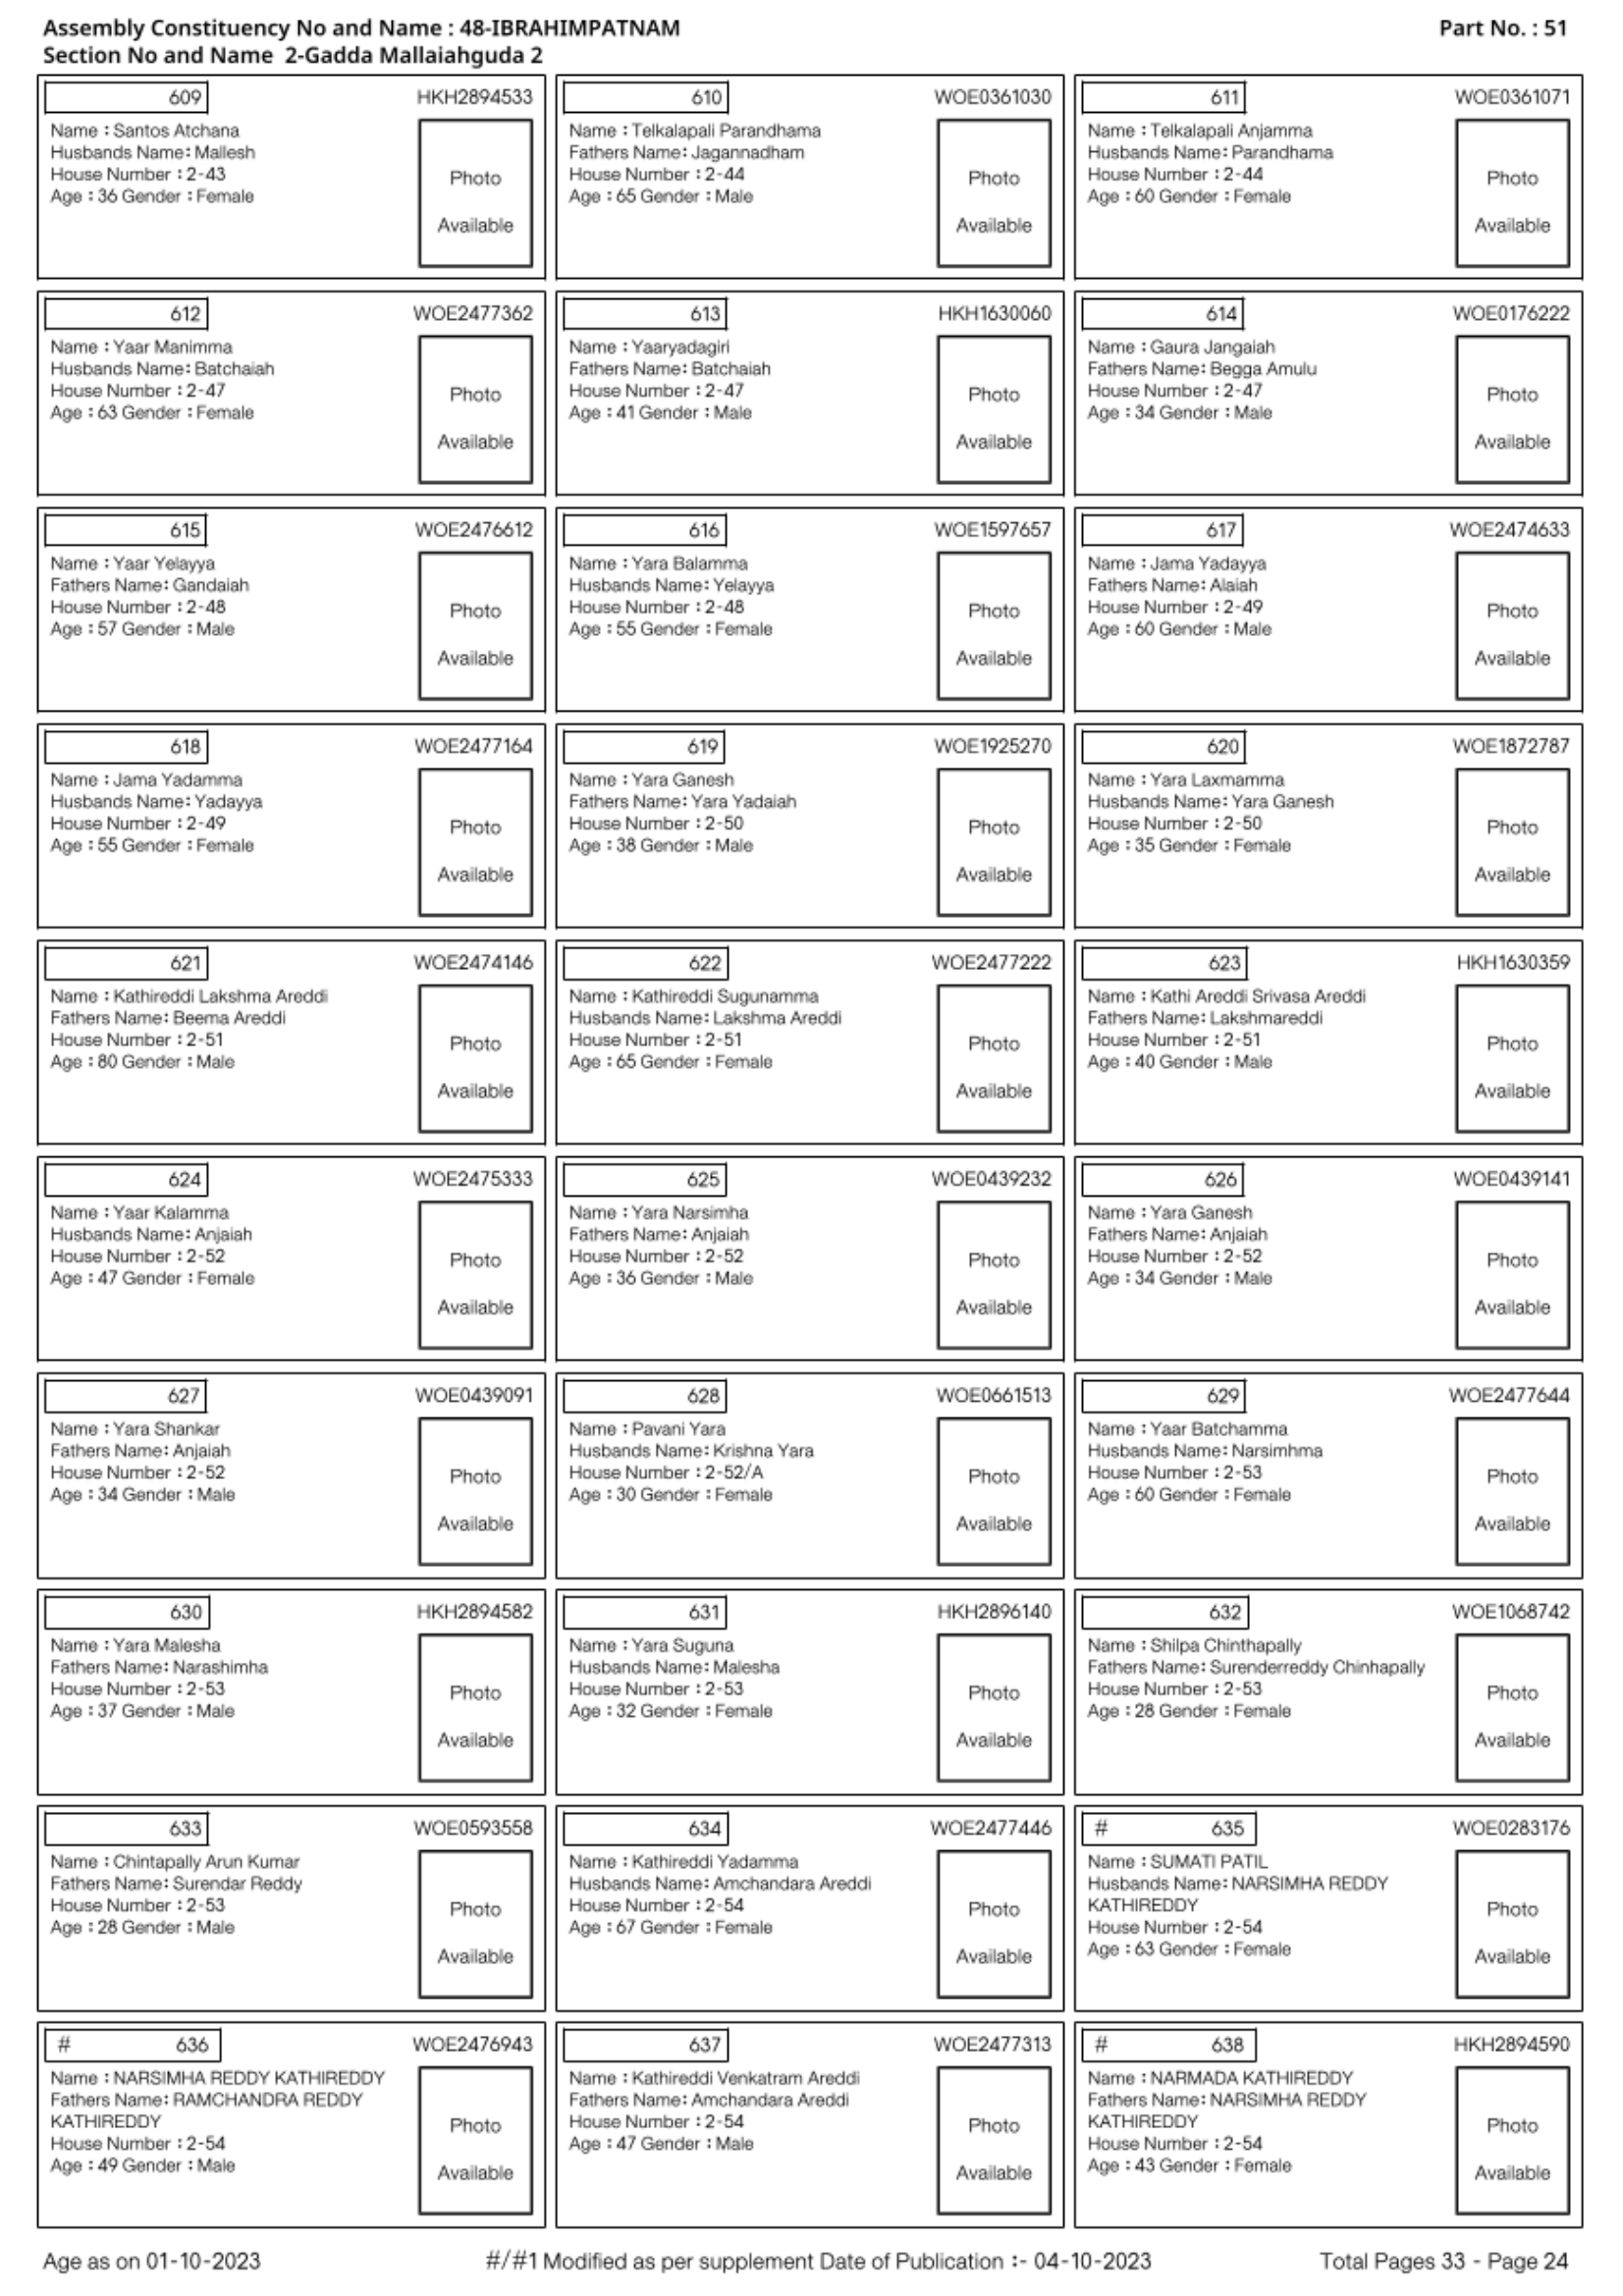 Assembly Constituency No and Name : 48-IBRAHIMPATNAM
Part No. : 51
Section No and Name 2-Gadda Mallaiahguda 2
609
HKH2894533
Name : Santos Atchana
Husbands Name: Mallesh
House Number : 2-43
Age : 36 Gender : Female
Photo
Available
610
WOE0361030
Name : Telkalapali Parandhama
Fathers Name: Jagannadham
House Number : 2-44
Age : 65 Gender : Male
Photo
Available
611
WOE0361071
Name : Telkalapali Anjamma
Husbands Name: Parandhama
House Number : 2-44
Age : 60 Gender : Female
Photo
Available
612
WOE2477362
Name : Yaar Manimma
Husbands Name: Batchaiah
House Number : 2-47
Age : 63 Gender : Female
Photo
Available
613
HKH1630060
Name : Yaaryadagiri
Fathers Name: Batchaiah
House Number : 2-47
Age : 41 Gender : Male
Photo
Available
614
WOE0176222
Name : Gaura Jangaiah
Fathers Name: Begga Amulu
House Number : 2-47
Age : 34 Gender : Male
Photo
Available
615
WOE2476612
Name : Yaar Yelayya
Fathers Name: Gandaiah
House Number : 2-48
Age : 57 Gender : Male
Photo
Available
616
WOE1597657
Name : Yara Balamma
Husbands Name: Yelayya
House Number : 2-48
Age : 55 Gender : Female
Photo
Available
617
WOE2474633
Name : Jama Yadayya
Fathers Name: Alaiah
House Number : 2-49
Age : 60 Gender : Male
Photo
Available
618
WOE2477164
Name : Jama Yadamma
Husbands Name: Yadayya
House Number : 2-49
Age : 55 Gender : Female
Photo
Available
619
WOE1925270
Name : Yara Ganesh
Fathers Name: Yara Yadaiah
House Number : 2-50
Age : 38 Gender : Male
Photo
Available
620
WOE1872787
Name : Yara Laxmamma
Husbands Name: Yara Ganesh
House Number : 2-50
Age : 35 Gender : Female
Photo
Available
621
WOE2474146
Name : Kathireddi Lakshma Areddi
Fathers Name: Beema Areddi
House Number : 2-51
Age : 80 Gender : Male
Photo
Available
622
WOE2477222
Name : Kathireddi Sugunamma
Husbands Name: Lakshma Areddi
House Number : 2-51
Age : 65 Gender : Female
Photo
Available
623
HKH1630359
Name : Kathi Areddi Srivasa Areddi
Fathers Name: Lakshmareddi
House Number : 2-51
Age : 40 Gender : Male
Photo
Available
624
WOE2475333
Name : Yaar Kalamma
Husbands Name: Anjaiah
House Number : 2-52
Age : 47 Gender : Female
Photo
Available
625
WOE0439232
Name : Yara Narsimha
Fathers Name: Anjaiah
House Number : 2-52
Age : 36 Gender : Male
Photo
Available
626
WOE0439141
Name : Yara Ganesh
Fathers Name: Anjaiah
House Number : 2-52
Age : 34 Gender : Male
Photo
Available
627
WOE0439091
Name : Yara Shankar
Fathers Name: Anjaiah
House Number : 2-52
Age : 34 Gender : Male
Photo
Available
628
WOE0661513
Name : Pavani Yara
Husbands Name: Krishna Yara
House Number : 2-52/A
Age : 30 Gender : Female
Photo
Available
629
WOE2477644
Name : Yaar Batchamma
Husbands Name: Narsimhma
House Number : 2-53
Age : 60 Gender : Female
Photo
Available
630
HKH2894582
Name : Yara Malesha
Fathers Name: Narashimha
House Number : 2-53
Age : 37 Gender : Male
Photo
Available
631
HKH2896140
Name : Yara Suguna
Husbands Name: Malesha
House Number : 2-53
Age : 32 Gender : Female
Photo
Available
632
WOE1068742
Name : Shilpa Chinthapally
Fathers Name: Surenderreddy Chinhapally
House Number : 2-53
Age : 28 Gender : Female
Photo
Available
633
WOE0593558
Name : Chintapally Arun Kumar
Fathers Name: Surendar Reddy
House Number : 2-53
Age : 28 Gender : Male
Photo
Available
634
WOE2477446
Name : Kathireddi Yadamma
Husbands Name: Amchandara Areddi
House Number : 2-54
Age : 67 Gender : Female
Photo
Available
# 635
WOE0283176
Name : SUMATI PATIL
Husbands Name: NARSIMHA REDDY
KATHIREDDY
House Number : 2-54
Age : 63 Gender : Female
Photo
Available
# 636
WOE2476943
Name : NARSIMHA REDDY KATHIREDDY
Fathers Name: RAMCHANDRA REDDY
KATHIREDDY
House Number : 2-54
Age : 49 Gender : Male
Photo
Available
637
WOE2477313
Name : Kathireddi Venkatram Areddi
Fathers Name: Amchandara Areddi
House Number : 2-54
Age : 47 Gender : Male
Photo
Available
# 638
HKH2894590
Name : NARMADA KATHIREDDY
Fathers Name: NARSIMHA REDDY
KATHIREDDY
House Number : 2-54
Age : 43 Gender : Female
Photo
Available
Age as on 01-10-2023
#/#1 Modified as per supplement Date of Publication :- 04-10-2023
Total Pages 33 - Page 24